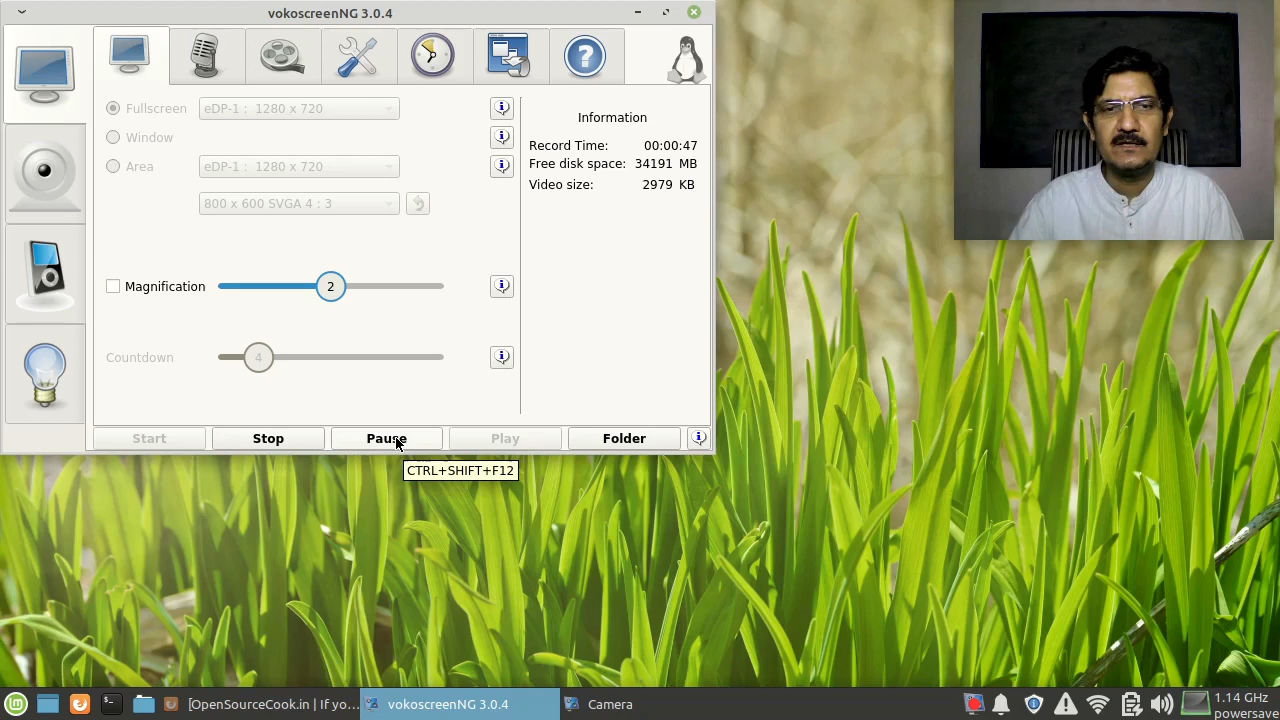 vokoscreenNG 3.0.4
Fullscreen
eDP-1 : 1280 x 720
Window
Area
eDP-1 : 1280 x 720
800 x 600 SVGA 4 : 3
Information
Record Time: 00:00:47
Free disk space: 34191 MB
Video size: 2979 KB
Magnification
2
Countdown
4
Start
Stop
Pause
Play
Folder
CTRL+SHIFT+F12
[OpenSourceCook.in | If yo...
vokoscreenNG 3.0.4
Camera
1.14 GHz
powersave